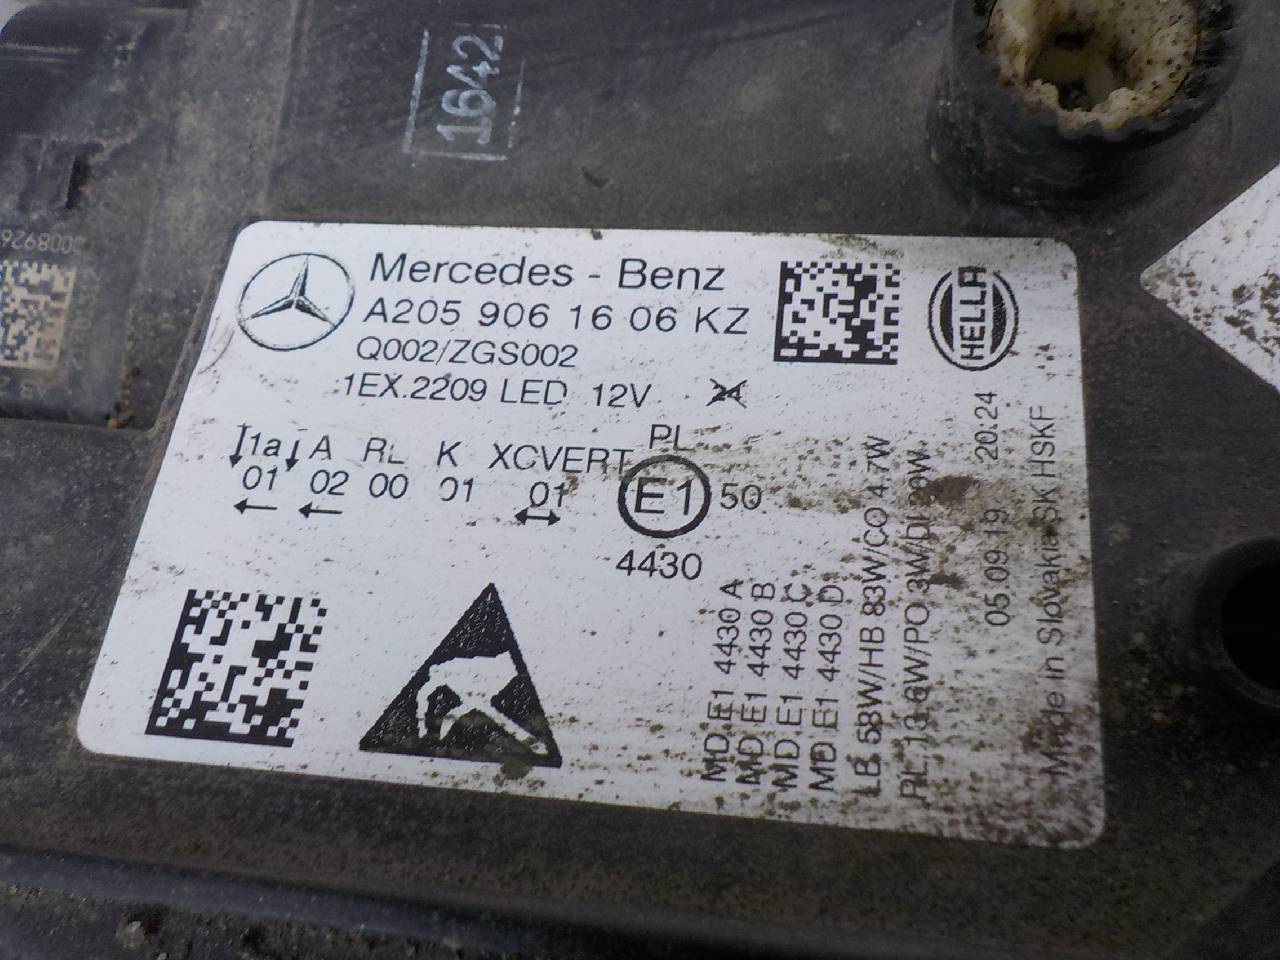 1642
008926
Mercedes - Benz
A205 906 16 06 KZ
Q002/ZGS002
1EX.2209 LED 12V 24
HELLA
1a A RL K XCVERT PL
01 02 00 01 01 E1 50
4430
MD E1 4430 A
MD E1 4430 B
MD E1 4430 C
MD E1 4430 D
LB 58W/HB 83W/CO 4.7W
RL 13.6W/PO 3W/DI 20W
05.09.19 20:24
Made in Slovakia SK HSKF